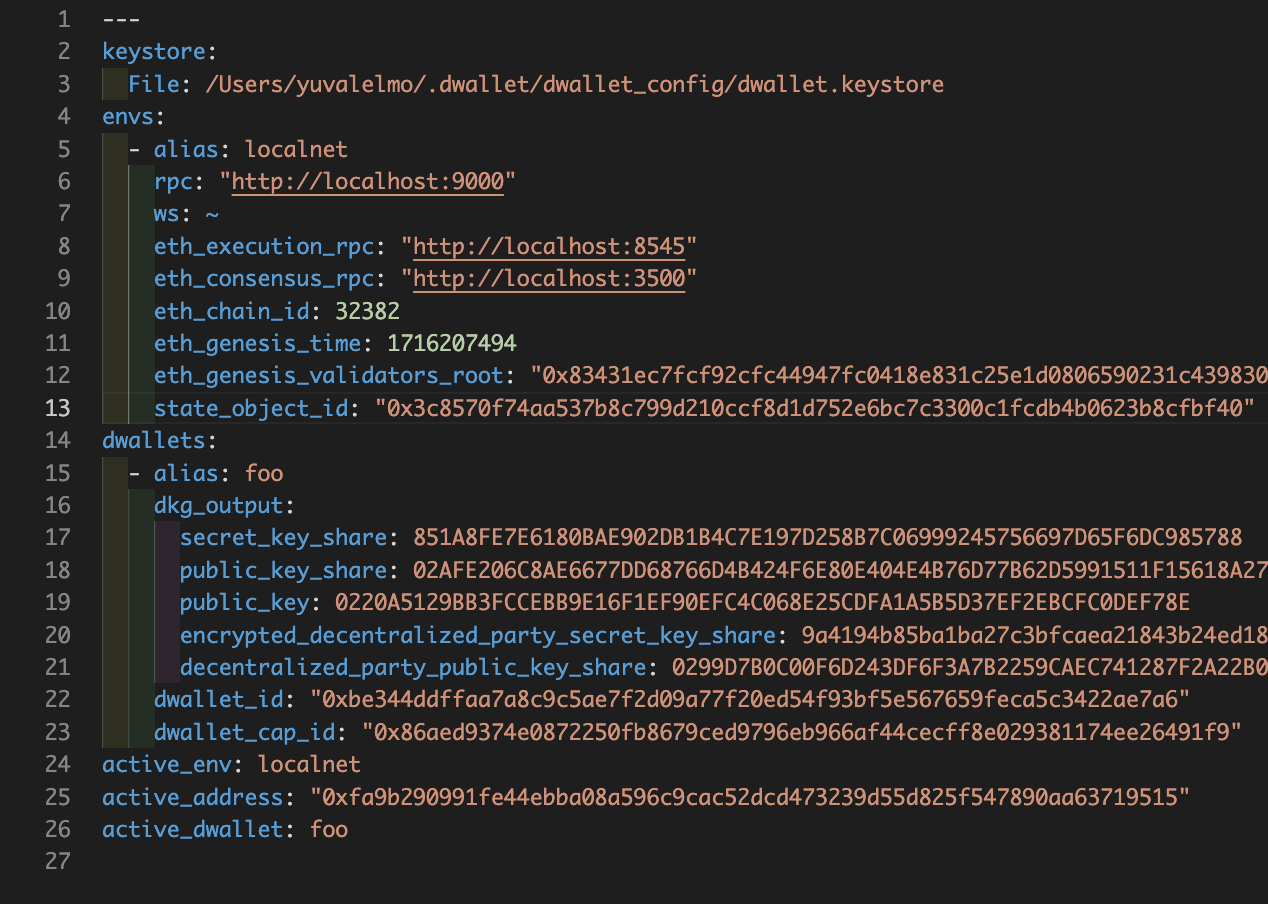 1 ---
2 keystore:
3 File: /Users/yuvalelmo/.dwallet/dwallet_config/dwallet.keystore
4 envs:
5 - alias: localnet
6 rpc: "http://localhost:9000"
7 ws: ~
8 eth_execution_rpc: "http://localhost:8545"
9 eth_consensus_rpc: "http://localhost:3500"
10 eth_chain_id: 32382
11 eth_genesis_time: 1716207494
12 eth_genesis_validators_root: "0x83431ec7fcf92cfc44947fc0418e831c25e1d0806590231c439830
13 state_object_id: "0x3c8570f74aa537b8c799d210ccf8d1d752e6bc7c3300c1fcdb4b0623b8cfbf40"
14 dwallets:
15 - alias: foo
16 dkg_output:
17 secret_key_share: 851A8FE7E6180BAE902DB1B4C7E197D258B7C06999245756697D65F6DC985788
18 public_key_share: 02AFE206C8AE6677DD68766D4B424F6E80E404E4B76D77B62D5991511F15618A27
19 public_key: 0220A5129BB3FCCEBB9E16F1EF90EFC4C068E25CDFA1A5B5D37EF2EBCFC0DEF78E
20 encrypted_decentralized_party_secret_key_share: 9a4194b85ba1ba27c3bfcaea21843b24ed18
21 decentralized_party_public_key_share: 0299D7B0C00F6D243DF6F3A7B2259CAEC741287F2A22B0
22 dwallet_id: "0xbe344ddffaa7a8c9c5ae7f2d09a77f20ed54f93bf5e567659feca5c3422ae7a6"
23 dwallet_cap_id: "0x86aed9374e0872250fb8679ced9796eb966af44cecff8e029381174ee26491f9"
24 active_env: localnet
25 active_address: "0xfa9b290991fe44ebba08a596c9cac52dcd473239d55d825f547890aa63719515"
26 active_dwallet: foo
27